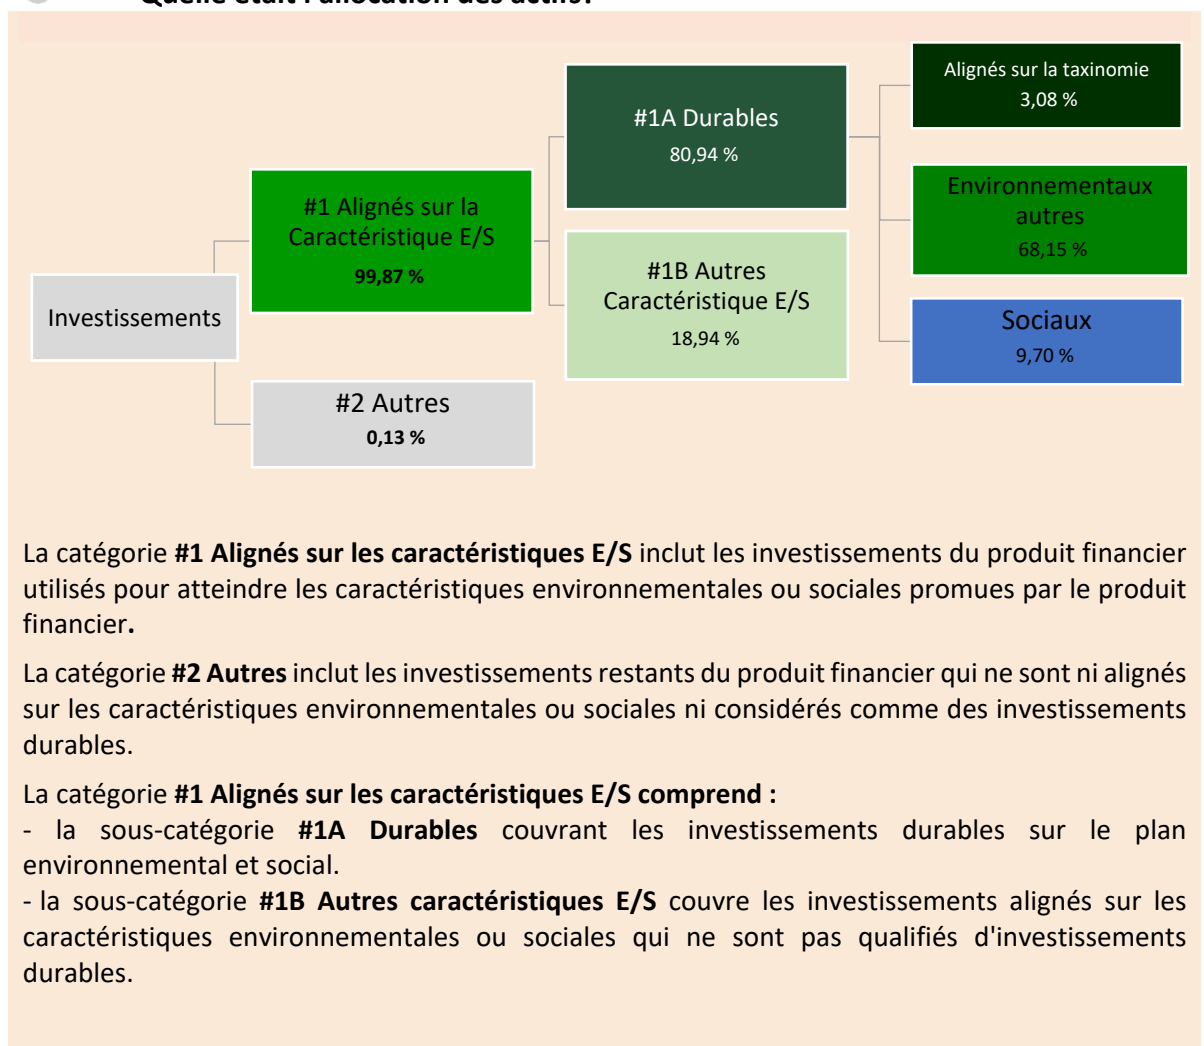 Quelle était l'allocation des actifs?
Investissements
#1 Alignés sur la
Caractéristique E/S
99,87 %
#2 Autres
0,13 %
#1A Durables
80,94 %
#1B Autres
Caractéristique E/S
18,94 %
Alignés sur la taxinomie
3,08 %
Environnementaux
autres
68,15 %
Sociaux
9,70 %
La catégorie #1 Alignés sur les caractéristiques E/S inclut les investissements du produit financier
utilisés pour atteindre les caractéristiques environnementales ou sociales promues par le produit
financier.
La catégorie #2 Autres inclut les investissements restants du produit financier qui ne sont ni alignés
sur les caractéristiques environnementales ou sociales ni considérés comme des investissements
durables.
La catégorie #1 Alignés sur les caractéristiques E/S comprend :
- la sous-catégorie #1A Durables couvrant les investissements durables sur le plan
environnemental et social.
- la sous-catégorie #1B Autres caractéristiques E/S couvre les investissements alignés sur les
caractéristiques environnementales ou sociales qui ne sont pas qualifiés d'investissements
durables.